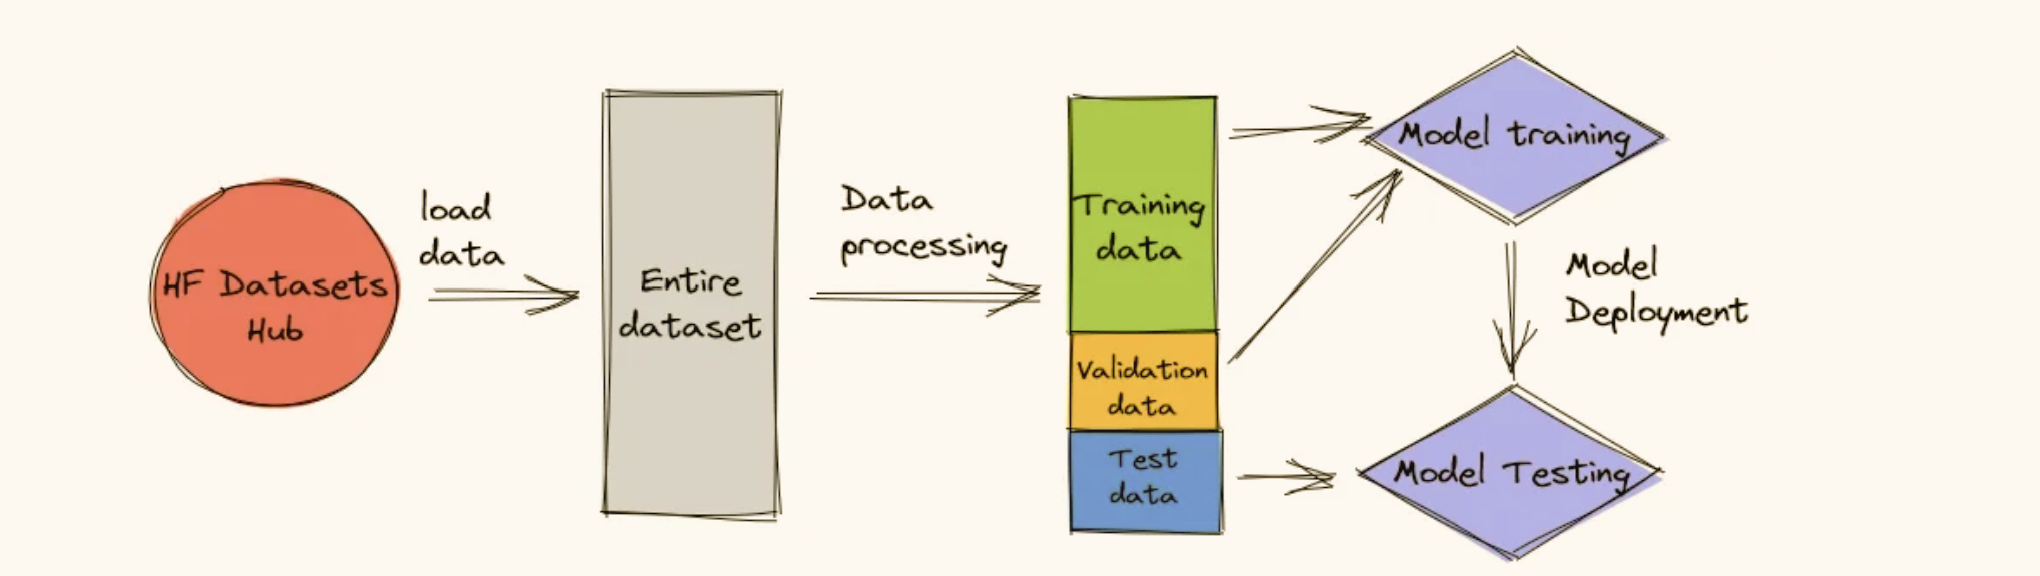 HF Datasets
Hub
load
data
Entire
dataset
Data
processing
Training
data
Validation
data
Test
data
Model training
Model
Deployment
Model Testing